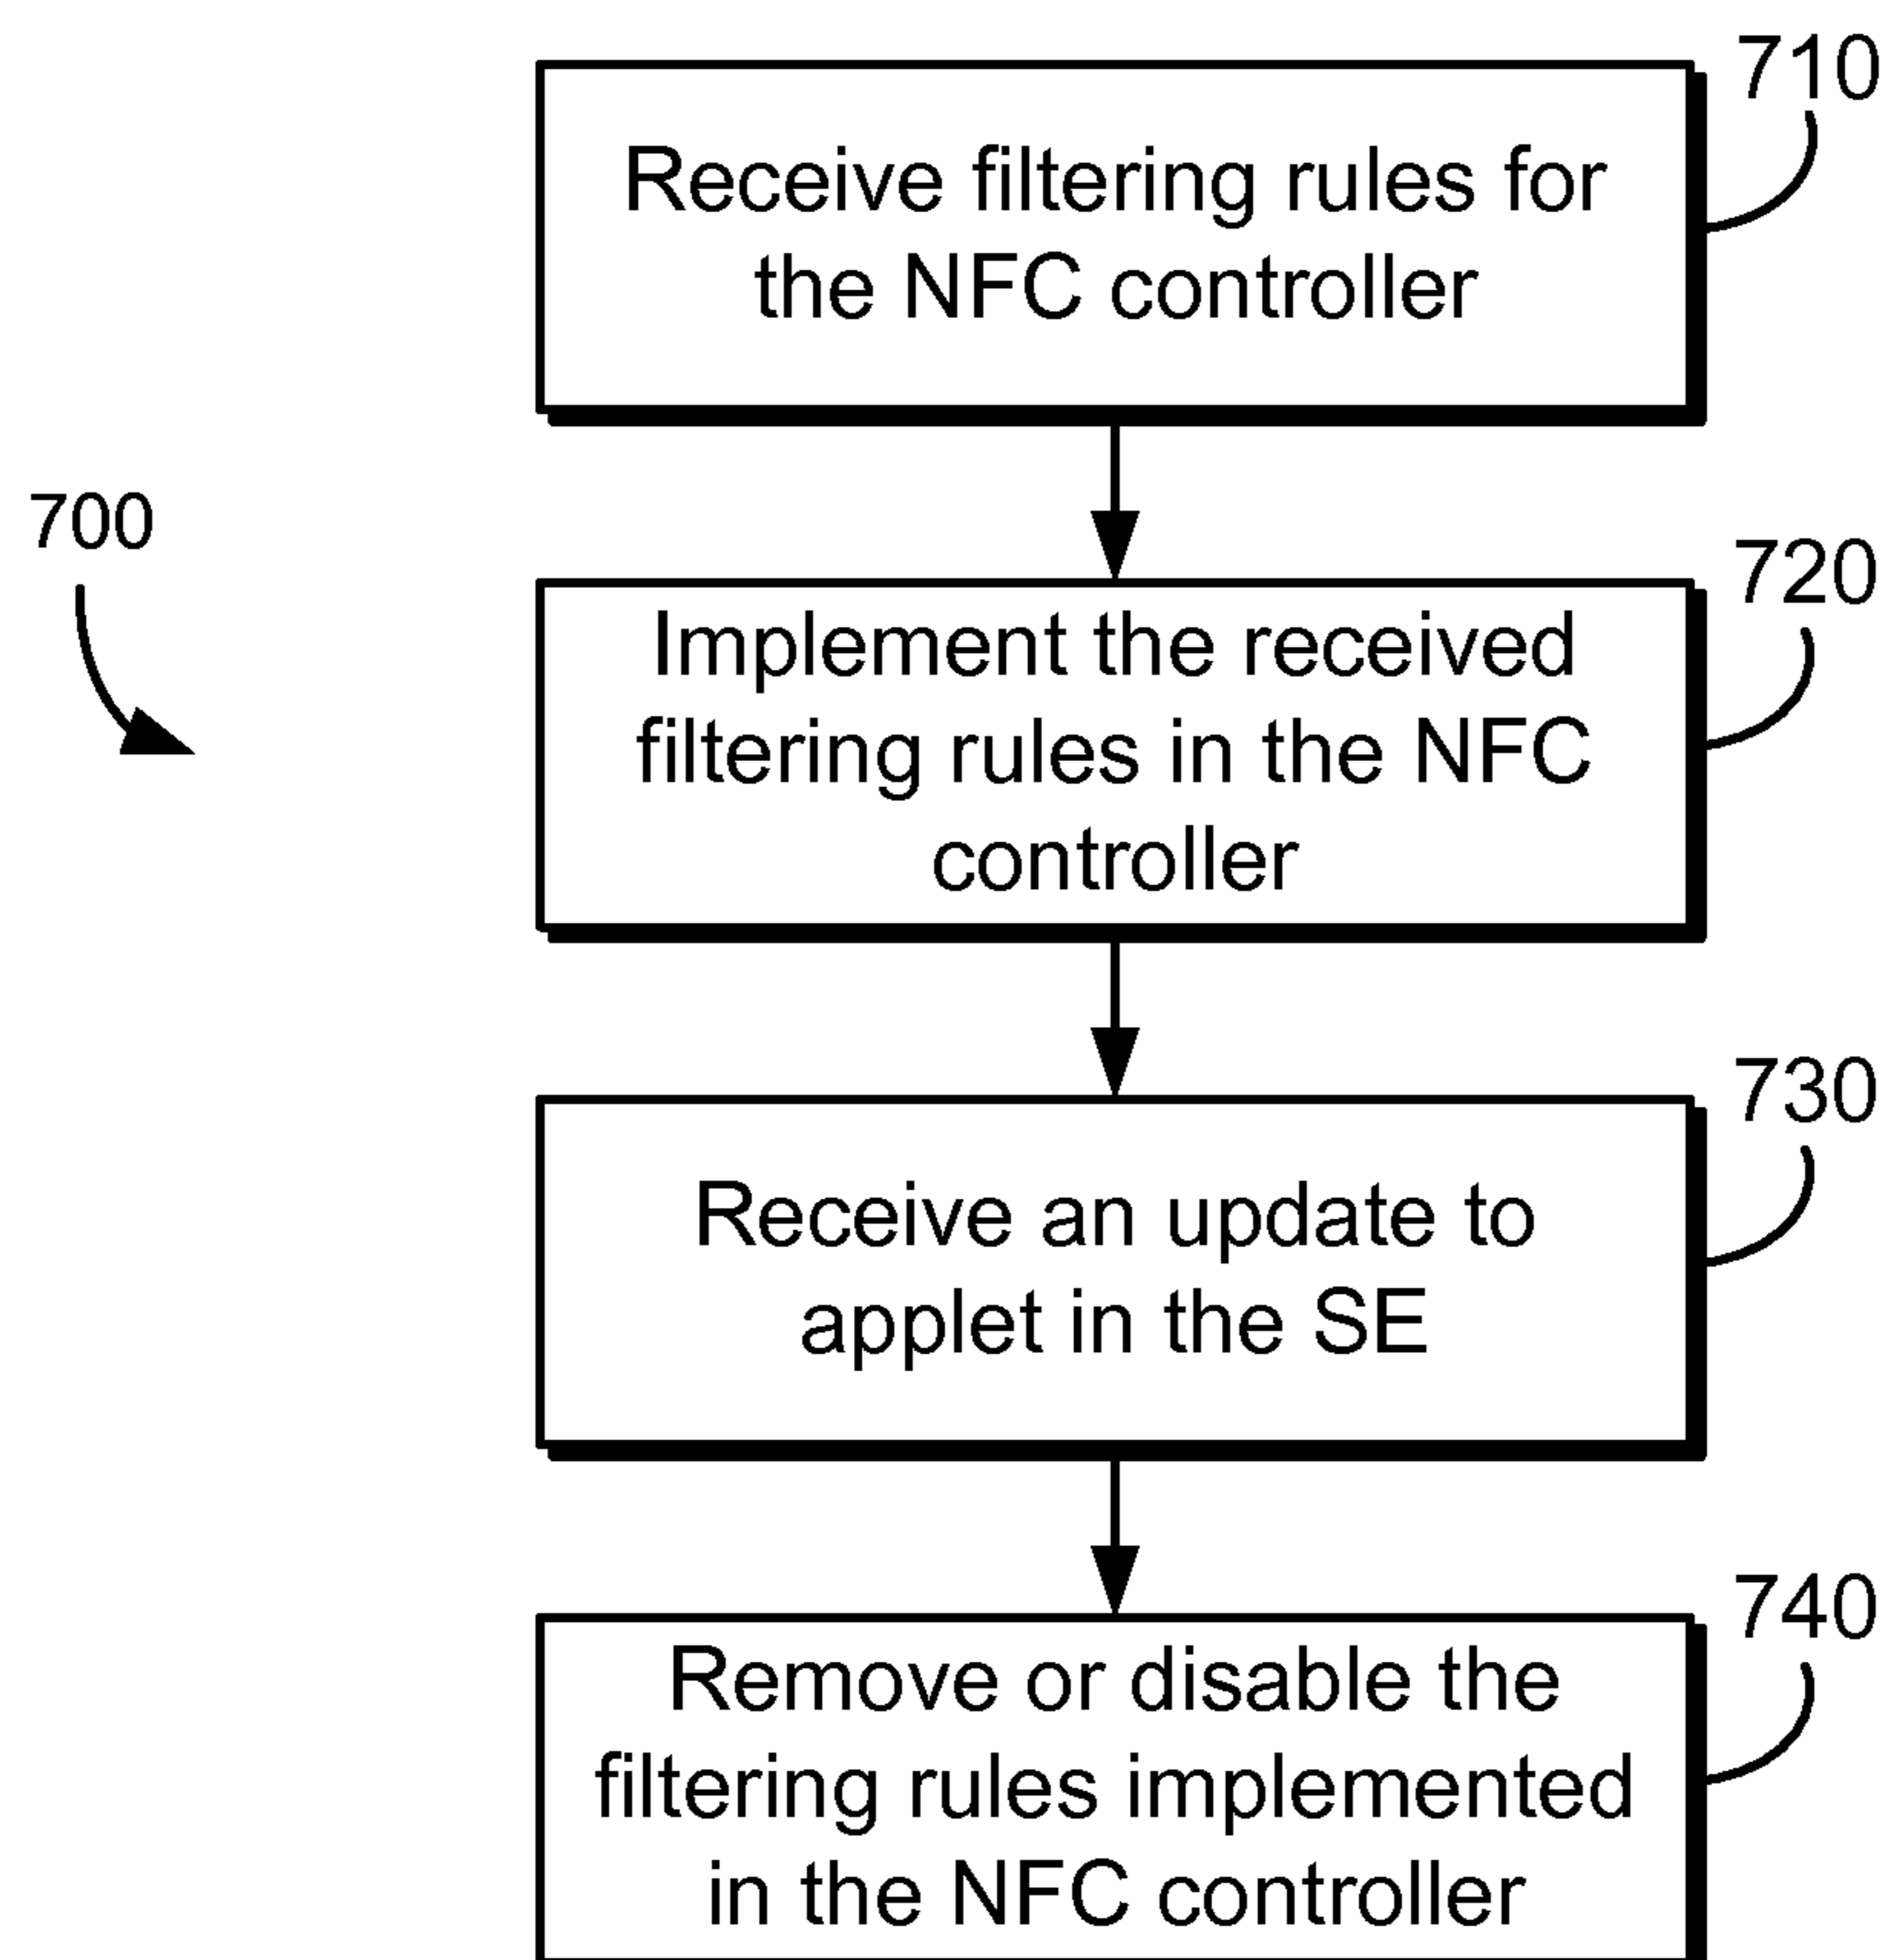 710
Receive filtering rules for
the NFC controller
700
720
Implement the received
filtering rules in the NFC
controller
730
Receive an update to
applet in the SE
740
Remove or disable the
filtering rules implemented
in the NFC controller